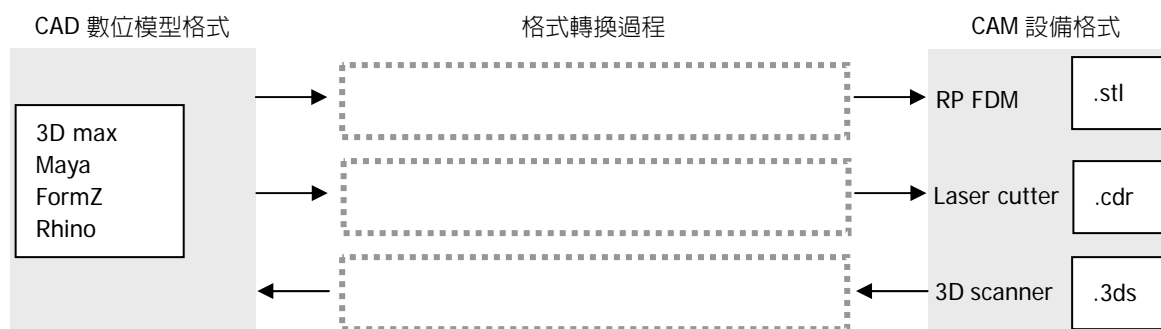 CAD 數位模型格式
格式轉換過程
CAM 設備格式
3D max
Maya
FormZ
Rhino
RP FDM
.stl
Laser cutter
.cdr
3D scanner
.3ds